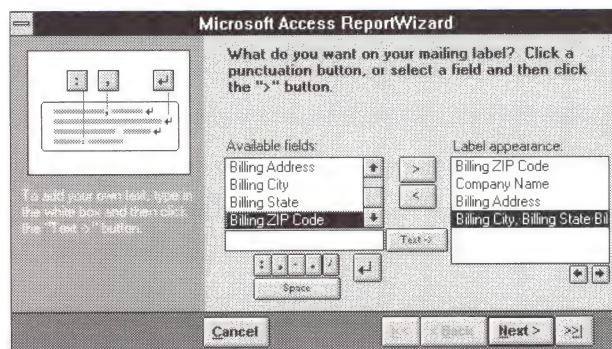 Microsoft Access ReportWizard
What do you want on your mailing label? Click a
punctuation button, or select a field and then click
the ">" button.
: , ↵
To add your own text, type in
the white box and then click
the "Text->" button.
Available fields:
Billing Address
Billing City
Billing State
Billing ZIP Code
>
<
Text->
: , - . /
↵
Space
Label appearance:
Billing ZIP Code
Company Name
Billing Address
Billing City, Billing State Bil
Cancel
|<<
< Back
Next >
>>|